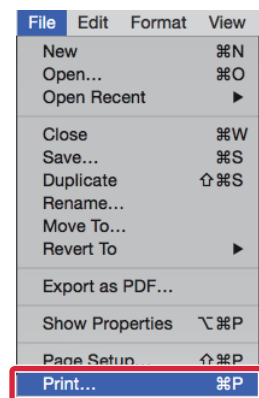 File Edit Format View
New ⌘N
Open... ⌘O
Open Recent ▶
Close ⌘W
Save... ⌘S
Duplicate ⇧⌘S
Rename...
Move To...
Revert To ▶
Export as PDF...
Show Properties ⌥⌘P
Page Setup... ⇧⌘P
Print... ⌘P